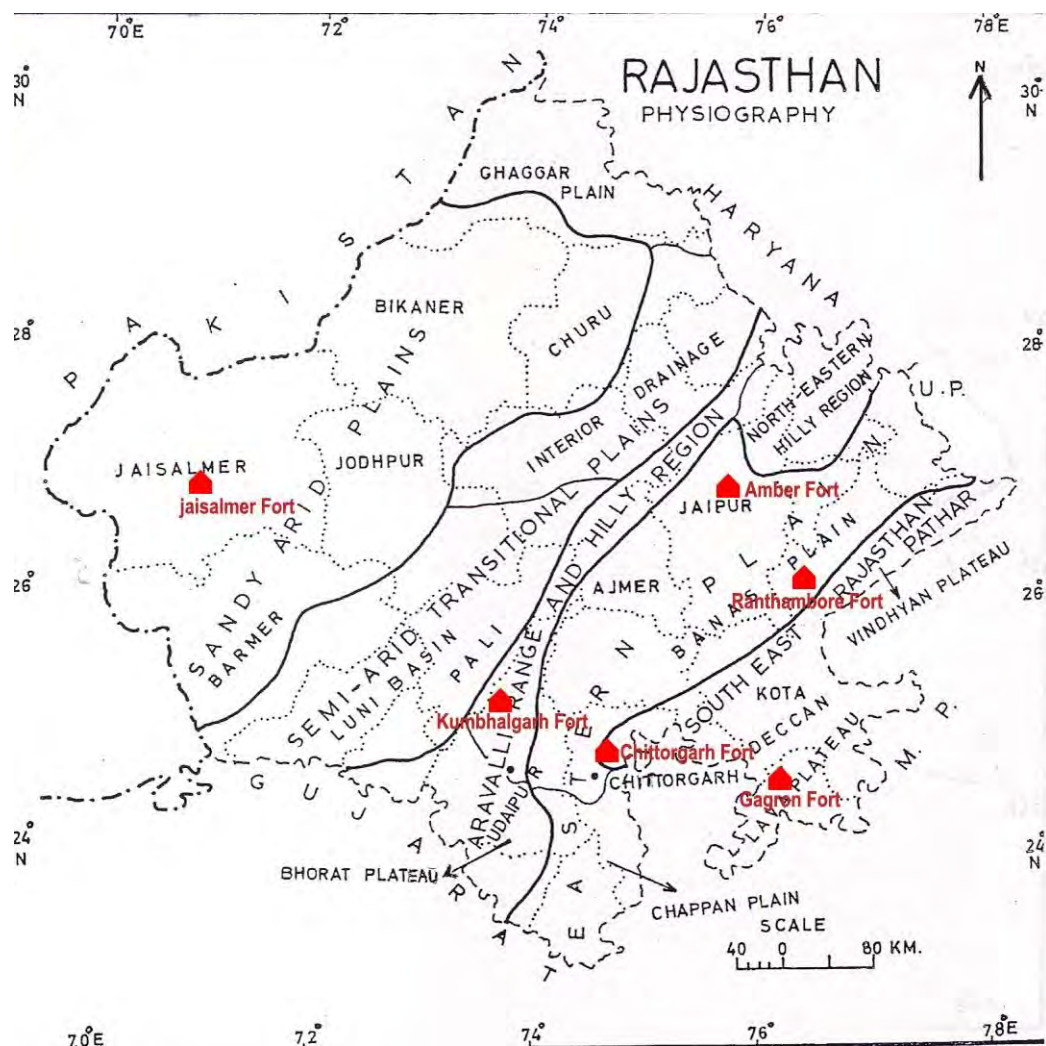 70°E 72° 74° 76° 78°E
RAJASTHAN
PHYSIOGRAPHY
N
30°
N
30°
N
PAKISTAN
HARYANA
U.P.
M. P.
GUJARAT
GHAGGAR
PLAIN
BIKANER
CHURU
28°
28°
INTERIOR DRAINAGE
NORTH-EASTERN
HILLY REGION
SANDY ARID PLAINS
JAISALMER
jaisalmer Fort
JODHPUR
BARMER
SEMI-ARID TRANSITIONAL PLAINS
LUNI BASIN
PALI
ARAVALLI RANGE AND HILLY REGION
Amber Fort
JAIPUR
AJMER
EASTERN PLAIN
BANAS PLAIN
Ranthambore Fort
26°
N
26°
N
SOUTH EAST RAJASTHAN
PATHAR
VINDHYAN PLATEAU
Kumbhalgarh Fort
KOTA
DECCAN
PLATEAU
Chittorgarh Fort
CHITTORGARH
Gagron Fort
UDAIPUR
24°
N
24°
N
BHORAT PLATEAU
CHAPPAN PLAIN
SCALE
40 0 80 KM.
70°E 72° 74° 76° 78°E